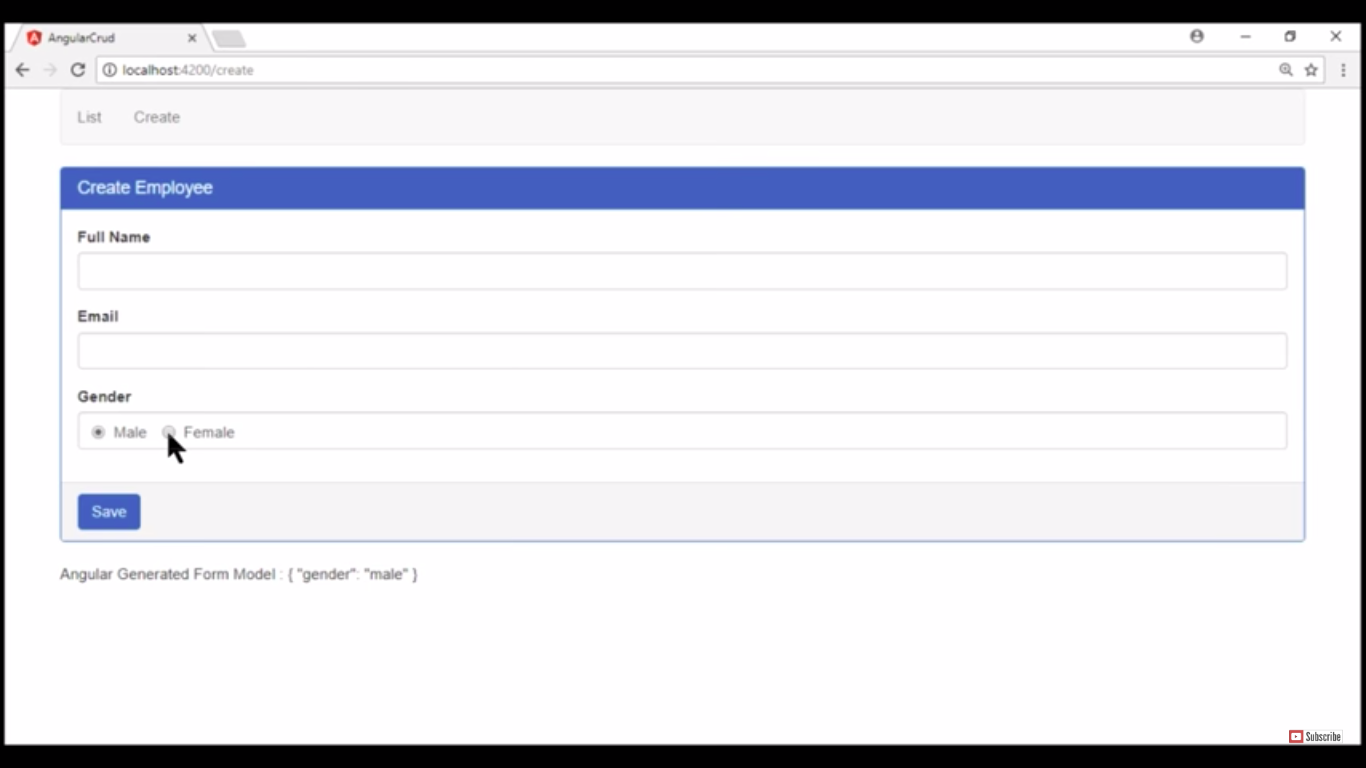 AngularCrud
localhost:4200/create
List Create
Create Employee
Full Name
Email
Gender
Male Female
Save
Angular Generated Form Model : { "gender": "male" }
Subscribe